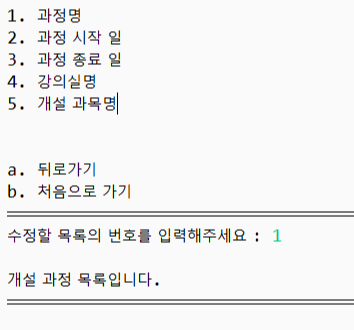 1. 과정명
2. 과정 시작 일
3. 과정 종료 일
4. 강의실명
5. 개설 과목명
a. 뒤로가기
b. 처음으로 가기
수정할 목록의 번호를 입력해주세요 : 1
개설 과정 목록입니다.